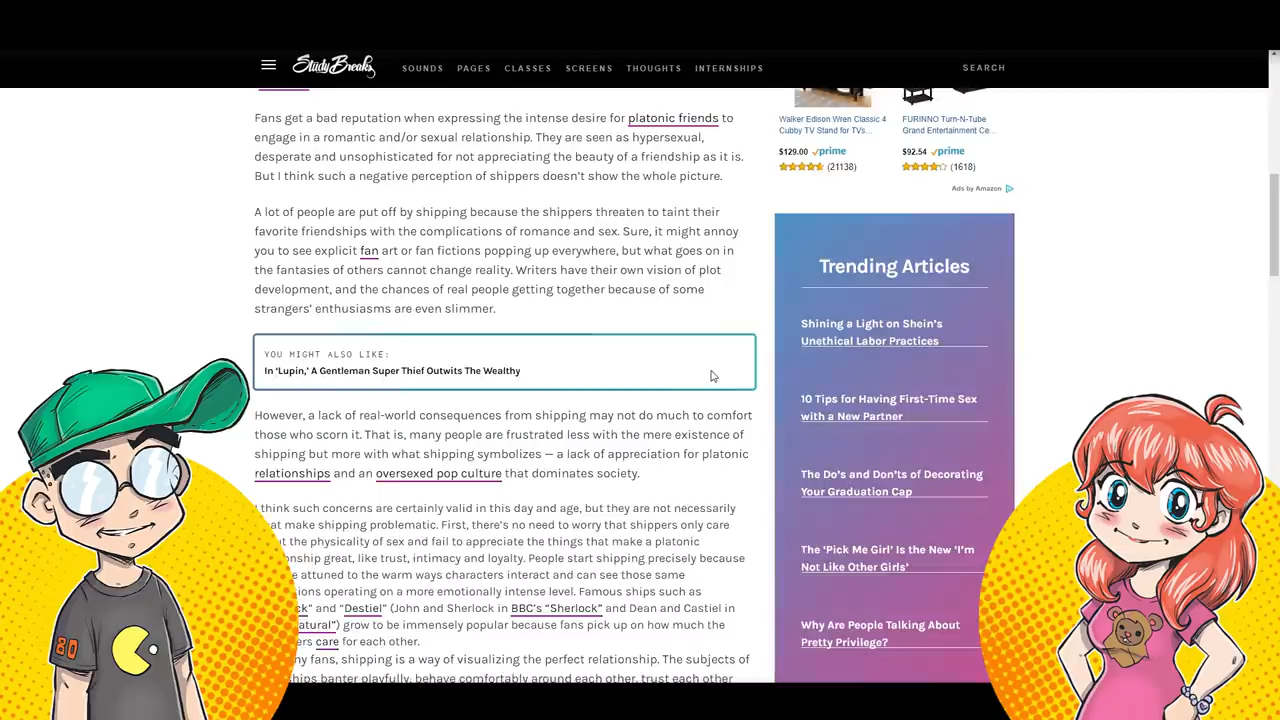 StudyBreaks
SOUNDS PAGES CLASSES SCREENS THOUGHTS INTERNSHIPS
SEARCH
Fans get a bad reputation when expressing the intense desire for platonic friends to
engage in a romantic and/or sexual relationship. They are seen as hypersexual,
desperate and unsophisticated for not appreciating the beauty of a friendship as it is.
But I think such a negative perception of shippers doesn’t show the whole picture.
A lot of people are put off by shipping because the shippers threaten to taint their
favorite friendships with the complications of romance and sex. Sure, it might annoy
you to see explicit fan art or fan fictions popping up everywhere, but what goes on in
the fantasies of others cannot change reality. Writers have their own vision of plot
development, and the chances of real people getting together because of some
strangers’ enthusiasms are even slimmer.
YOU MIGHT ALSO LIKE:
In ‘Lupin,’ A Gentleman Super Thief Outwits The Wealthy
However, a lack of real-world consequences from shipping may not do much to comfort
those who scorn it. That is, many people are frustrated less with the mere existence of
shipping but more with what shipping symbolizes — a lack of appreciation for platonic
relationships and an oversexed pop culture that dominates society.
I think such concerns are certainly valid in this day and age, but they are not necessarily
make shipping problematic. First, there’s no need to worry that shippers only care
the physicality of sex and fail to appreciate the things that make a platonic
great, like trust, intimacy and loyalty. People start shipping precisely because
attuned to the warm ways characters interact and can see those same
operating on a more emotionally intense level. Famous ships such as
and “Destiel” (John and Sherlock in BBC’s “Sherlock” and Dean and Castiel in
grow to be immensely popular because fans pick up on how much the
care for each other.
fans, shipping is a way of visualizing the perfect relationship. The subjects of
banter playfully, behave comfortably around each other, trust each other
Walker Edison Wren Classic 4
Cubby TV Stand for TVs...
$129.00 prime
(21138)
FURINNO Turn-N-Tube
Grand Entertainment Ce...
$92.54 prime
(1618)
Ads by Amazon
Trending Articles
Shining a Light on Shein’s
Unethical Labor Practices
10 Tips for Having First-Time Sex
with a New Partner
The Do’s and Don’ts of Decorating
Your Graduation Cap
The ‘Pick Me Girl’ Is the New ‘I’m
Not Like Other Girls’
Why Are People Talking About
Pretty Privilege?
80